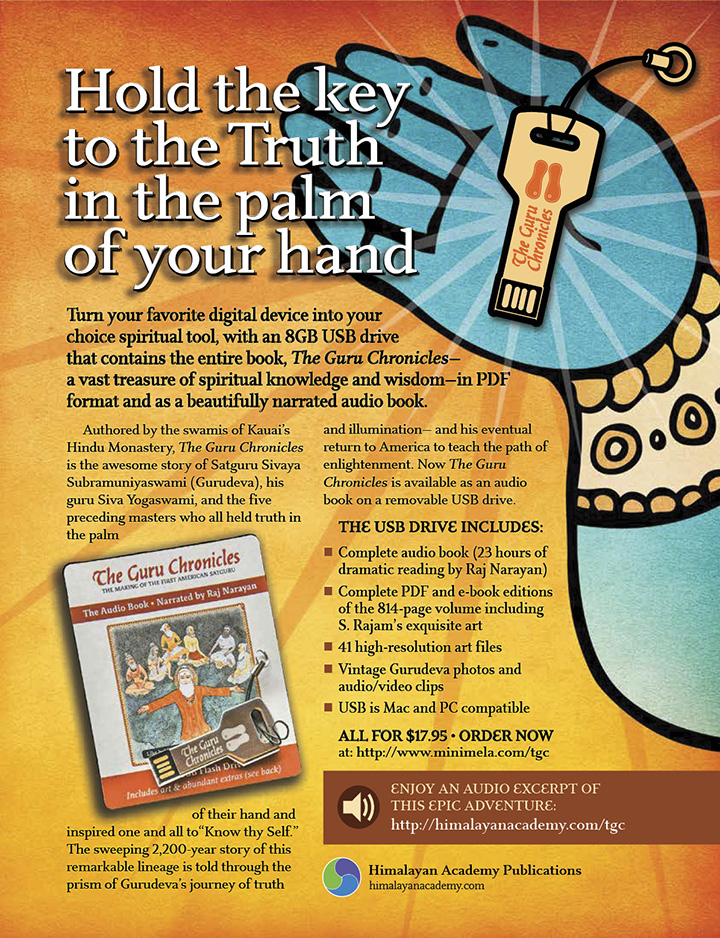 Hold the key
to the Truth
in the palm
of your hand
The Guru
Chronicles
Turn your favorite digital device into your
choice spiritual tool, with an 8GB USB drive
that contains the entire book, The Guru Chronicles—
a vast treasure of spiritual knowledge and wisdom—in PDF
format and as a beautifully narrated audio book.
Authored by the swamis of Kauai's
Hindu Monastery, The Guru Chronicles
is the awesome story of Satguru Sivaya
Subramuniyaswami (Gurudeva), his
guru Siva Yogaswami, and the five
preceding masters who all held truth in
the palm
The Guru Chronicles
THE MAKING OF THE FIRST AMERICAN SATGURU
The Audio Book • Narrated by Raj Narayan
The Guru
Chronicles
Flash Dri
Includes art & abundant extras (see back)
of their hand and
inspired one and all to "Know thy Self."
The sweeping 2,200-year story of this
remarkable lineage is told through the
prism of Gurudeva's journey of truth
and illumination— and his eventual
return to America to teach the path of
enlightenment. Now The Guru
Chronicles is available as an audio
book on a removable USB drive.
THE USB DRIVE INCLUDES:
■ Complete audio book (23 hours of
dramatic reading by Raj Narayan)
■ Complete PDF and e-book editions
of the 814-page volume including
S. Rajam's exquisite art
■ 41 high-resolution art files
■ Vintage Gurudeva photos and
audio/video clips
■ USB is Mac and PC compatible
ALL FOR $17.95 • ORDER NOW
at: http://www.minimela.com/tgc
ENJOY AN AUDIO EXCERPT OF
THIS EPIC ADVENTURE:
http://himalayanacademy.com/tgc
Himalayan Academy Publications
himalayanacademy.com